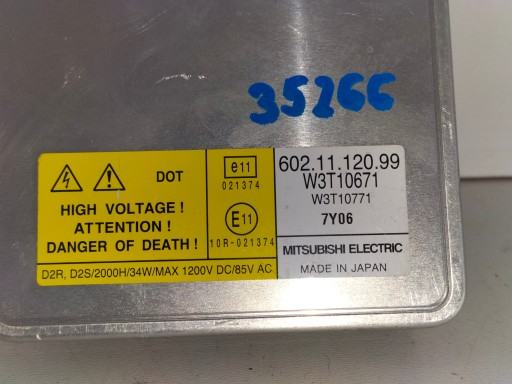 35266
DOT
HIGH VOLTAGE !
ATTENTION !
DANGER OF DEATH !
e11
021374
E11
10R-021374
602.11.120.99
W3T10671
W3T10771
7Y06
MITSUBISHI ELECTRIC
MADE IN JAPAN
D2R, D2S/2000H/34W/MAX 1200V DC/85V AC